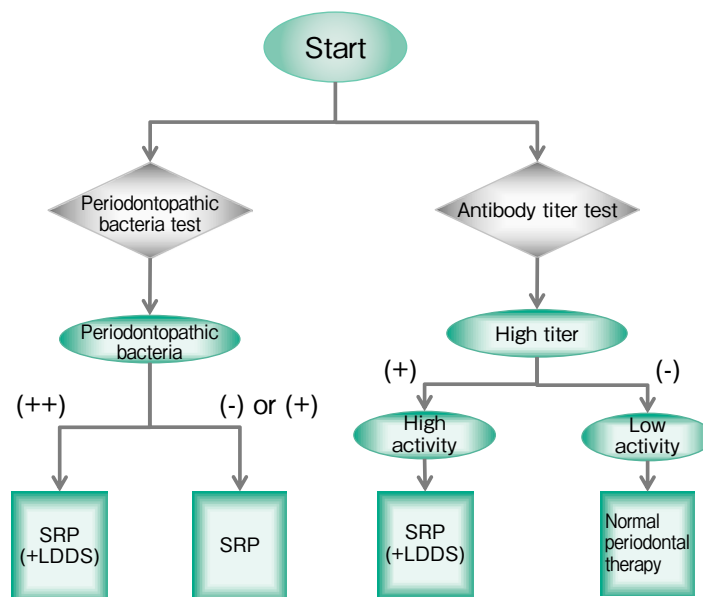 Start
Periodontopathic
bacteria test
Antibody titer test
Periodontopathic
bacteria
High titer
(++)
(-) or (+)
(+)
(-)
High
activity
Low
activity
SRP
(+LDDS)
SRP
SRP
(+LDDS)
Normal
periodontal
therapy